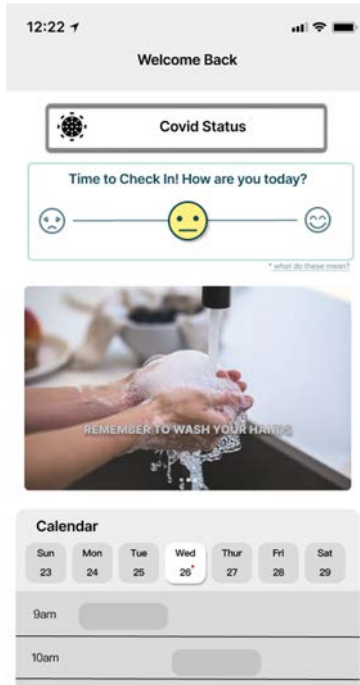 12:22
Welcome Back
Covid Status
Time to Check In! How are you today?
* what do these mean?
REMEMBER TO WASH YOUR HANDS
Calendar
Sun Mon Tue Wed Thur Fri Sat
23 24 25 26 27 28 29
9am
10am